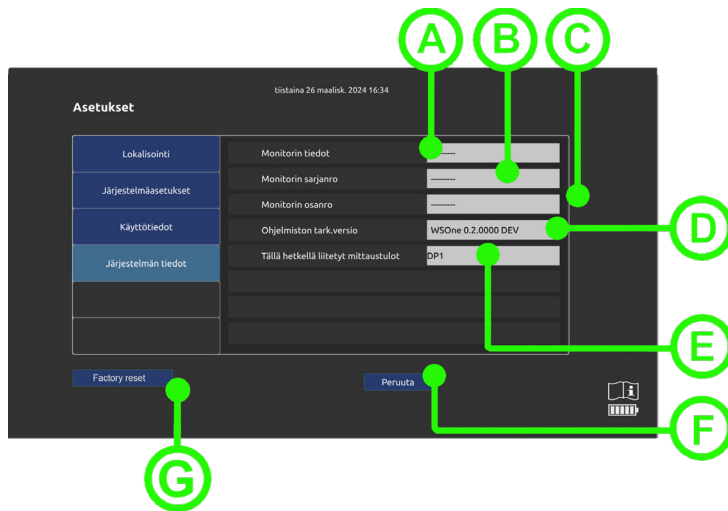 A
B
C
tiistaina 26 maalisk. 2024 16:34
Asetukset
Lokalisointi
Järjestelmäasetukset
Käyttötiedot
Järjestelmän tiedot
Monitorin tiedot
Monitorin sarjanro ---------
Monitorin osanro ---------
Ohjelmiston tark.versio WSOne 0.2.0000 DEV
Tällä hetkellä liitetyt mittaustulot DP1
D
E
Factory reset
Peruuta
F
G